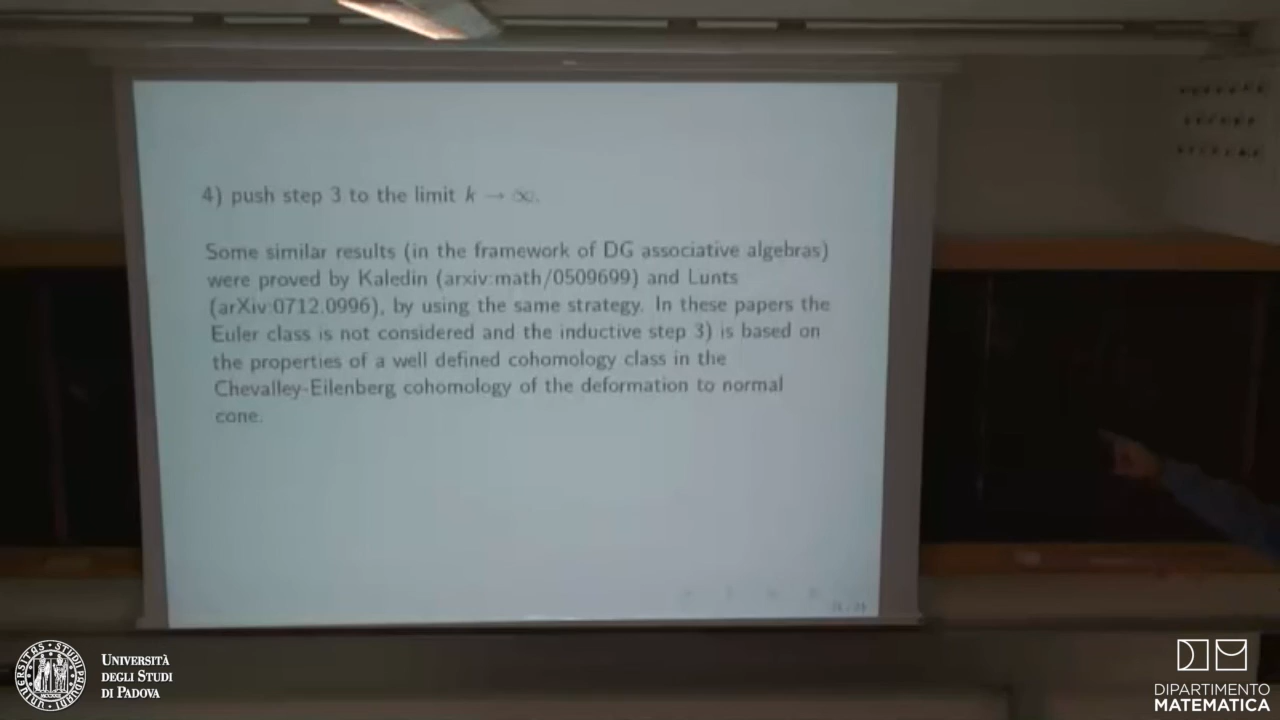 4) push step 3 to the limit k → ∞.
Some similar results (in the framework of DG associative algebras)
were proved by Kaledin (arxiv:math/0509699) and Lunts
(arXiv:0712.0996), by using the same strategy. In these papers the
Euler class is not considered and the inductive step 3) is based on
the properties of a well defined cohomology class in the
Chevalley-Eilenberg cohomology of the deformation to normal
cone.
UNIVERSITÀ
DEGLI STUDI
DI PADOVA
DIPARTIMENTO
MATEMATICA